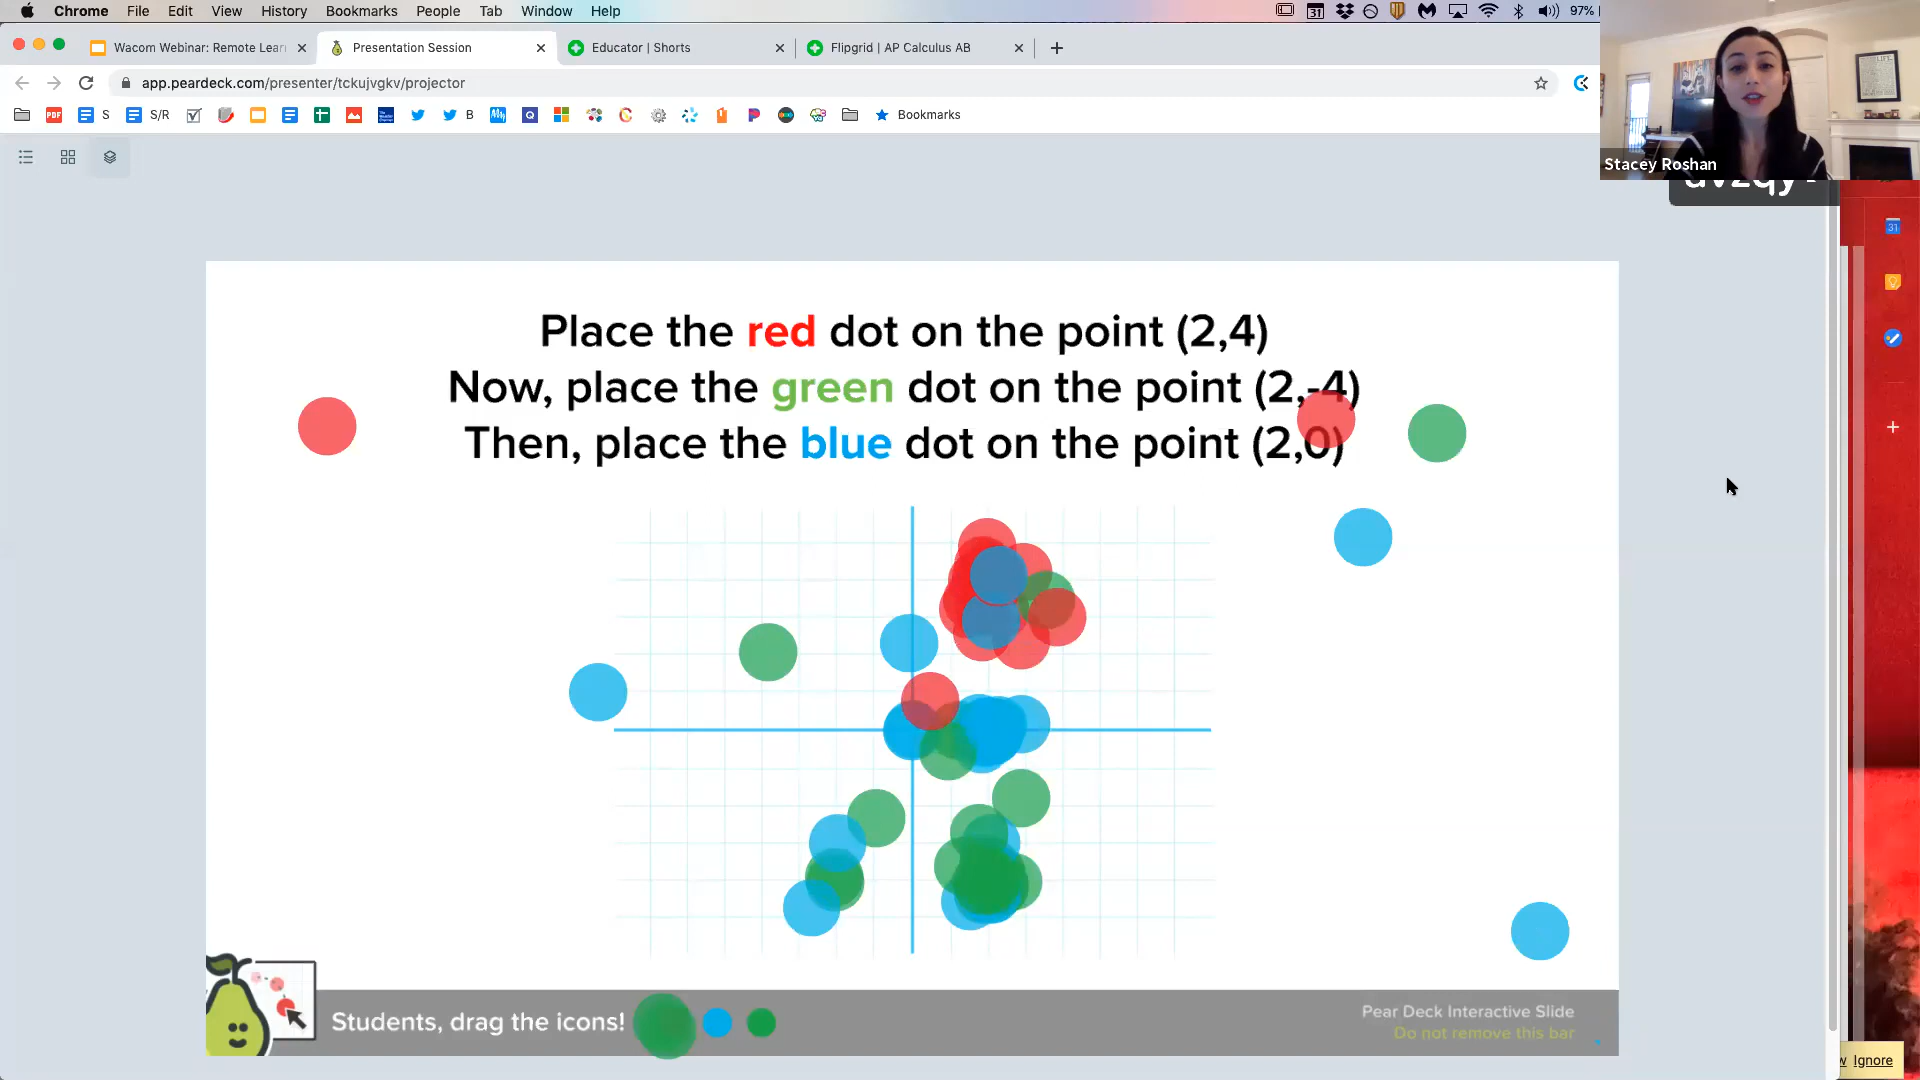 Chrome File Edit View History Bookmarks People Tab Window Help
31
97%
Wacom Webinar: Remote Lear
Presentation Session
Educator | Shorts
Flipgrid | AP Calculus AB
app.peardeck.com/presenter/tckujvgkv/projector
PDF
S
S/R
B
Bookmarks
Stacey Roshan
31
Place the red dot on the point (2,4)
Now, place the green dot on the point (2,-4)
Then, place the blue dot on the point (2,0)
Students, drag the icons!
Pear Deck Interactive Slide
Do not remove this bar
Ignore